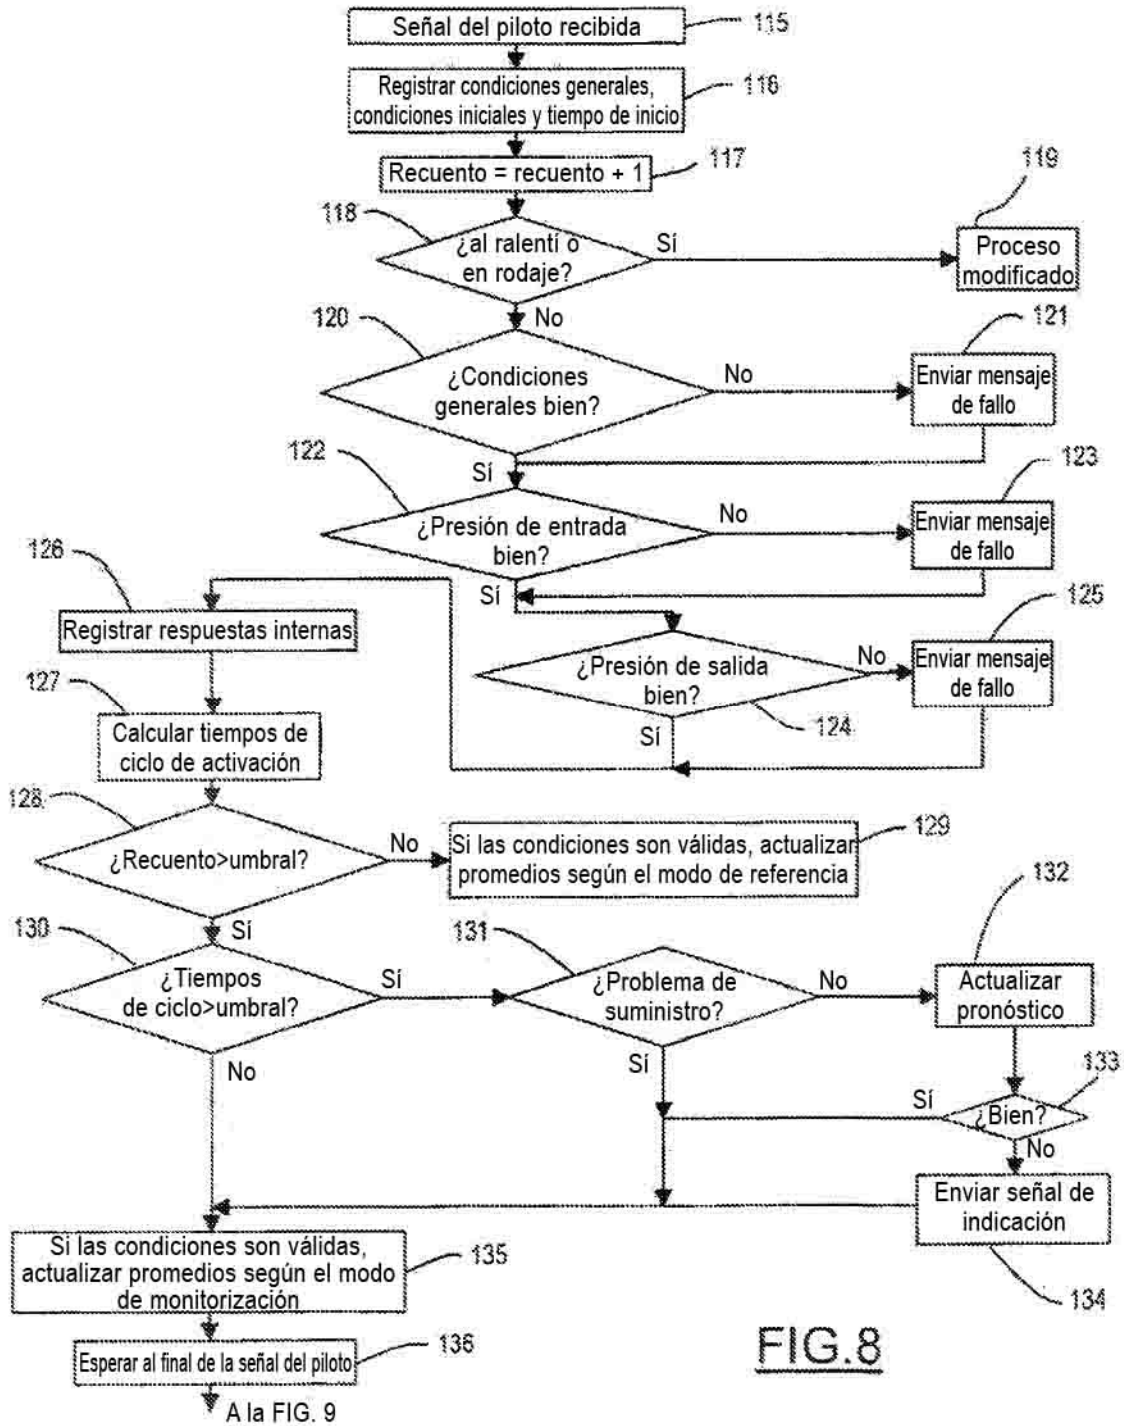 Señal del piloto recibida
115
Registrar condiciones generales,
condiciones iniciales y tiempo de inicio
116
Recuento = recuento + 1
117
118
¿al ralentí o
en rodaje?
Sí
119
Proceso
modificado
No
120
¿Condiciones
generales bien?
No
121
Enviar mensaje
de fallo
Sí
122
¿Presión de entrada
bien?
No
123
Enviar mensaje
de fallo
Sí
124
¿Presión de salida
bien?
No
125
Enviar mensaje
de fallo
Sí
126
Registrar respuestas internas
127
Calcular tiempos de
ciclo de activación
128
¿Recuento>umbral?
No
129
Si las condiciones son válidas, actualizar
promedios según el modo de referencia
Sí
130
¿Tiempos
de ciclo>umbral?
Sí
131
¿Problema de
suministro?
No
132
Actualizar
pronóstico
No
Sí
133
¿Bien?
Sí
No
Enviar señal de
indicación
134
Si las condiciones son válidas,
actualizar promedios según el modo
de monitorización
135
Esperar al final de la señal del piloto
136
A la FIG. 9
FIG.8